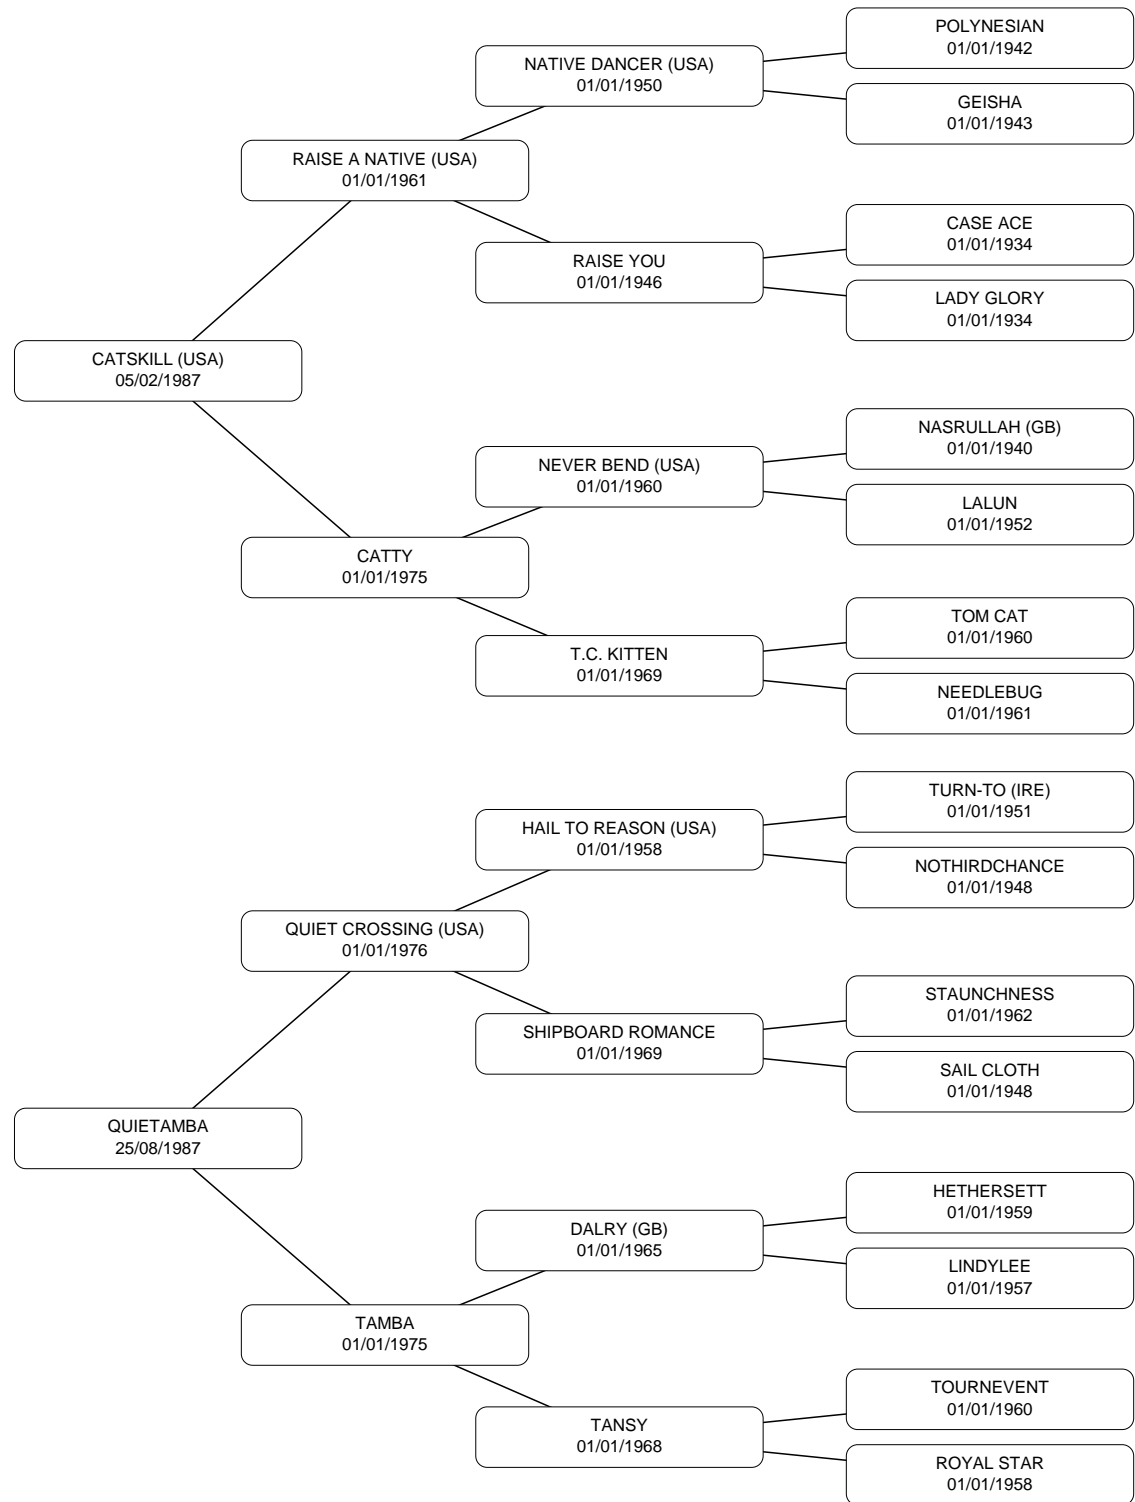 POLYNESIAN
01/01/1942
NATIVE DANCER (USA)
01/01/1950
GEISHA
01/01/1943
RAISE A NATIVE (USA)
01/01/1961
CASE ACE
01/01/1934
RAISE YOU
01/01/1946
LADY GLORY
01/01/1934
CATSKILL (USA)
05/02/1987
NASRULLAH (GB)
01/01/1940
NEVER BEND (USA)
01/01/1960
LALUN
01/01/1952
CATTY
01/01/1975
TOM CAT
01/01/1960
T.C. KITTEN
01/01/1969
NEEDLEBUG
01/01/1961
TURN-TO (IRE)
01/01/1951
HAIL TO REASON (USA)
01/01/1958
NOTHIRDCHANCE
01/01/1948
QUIET CROSSING (USA)
01/01/1976
STAUNCHNESS
01/01/1962
SHIPBOARD ROMANCE
01/01/1969
SAIL CLOTH
01/01/1948
QUIETAMBA
25/08/1987
HETHERSETT
01/01/1959
DALRY (GB)
01/01/1965
LINDYLEE
01/01/1957
TAMBA
01/01/1975
TOURNEVENT
01/01/1960
TANSY
01/01/1968
ROYAL STAR
01/01/1958